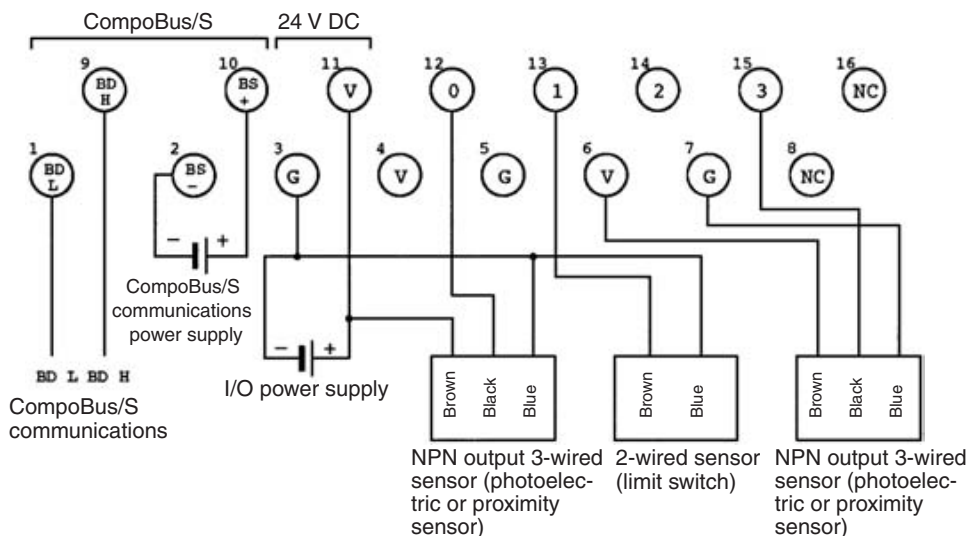 CompoBus/S 24 V DC
9 10 11 12 13 14 15 16
BD H BS + V 0 1 2 3 NC
1 2 3 4 5 6 7 8
BD L BS − G V G V G NC
− +
CompoBus/S
communications
power supply
− +
I/O power supply
BD L BD H
CompoBus/S
communications
Brown Black Blue
Brown Blue
Brown Black Blue
NPN output 3-wired
sensor (photoelec-
tric or proximity
sensor)
2-wired sensor
(limit switch)
NPN output 3-wired
sensor (photoelec-
tric or proximity
sensor)